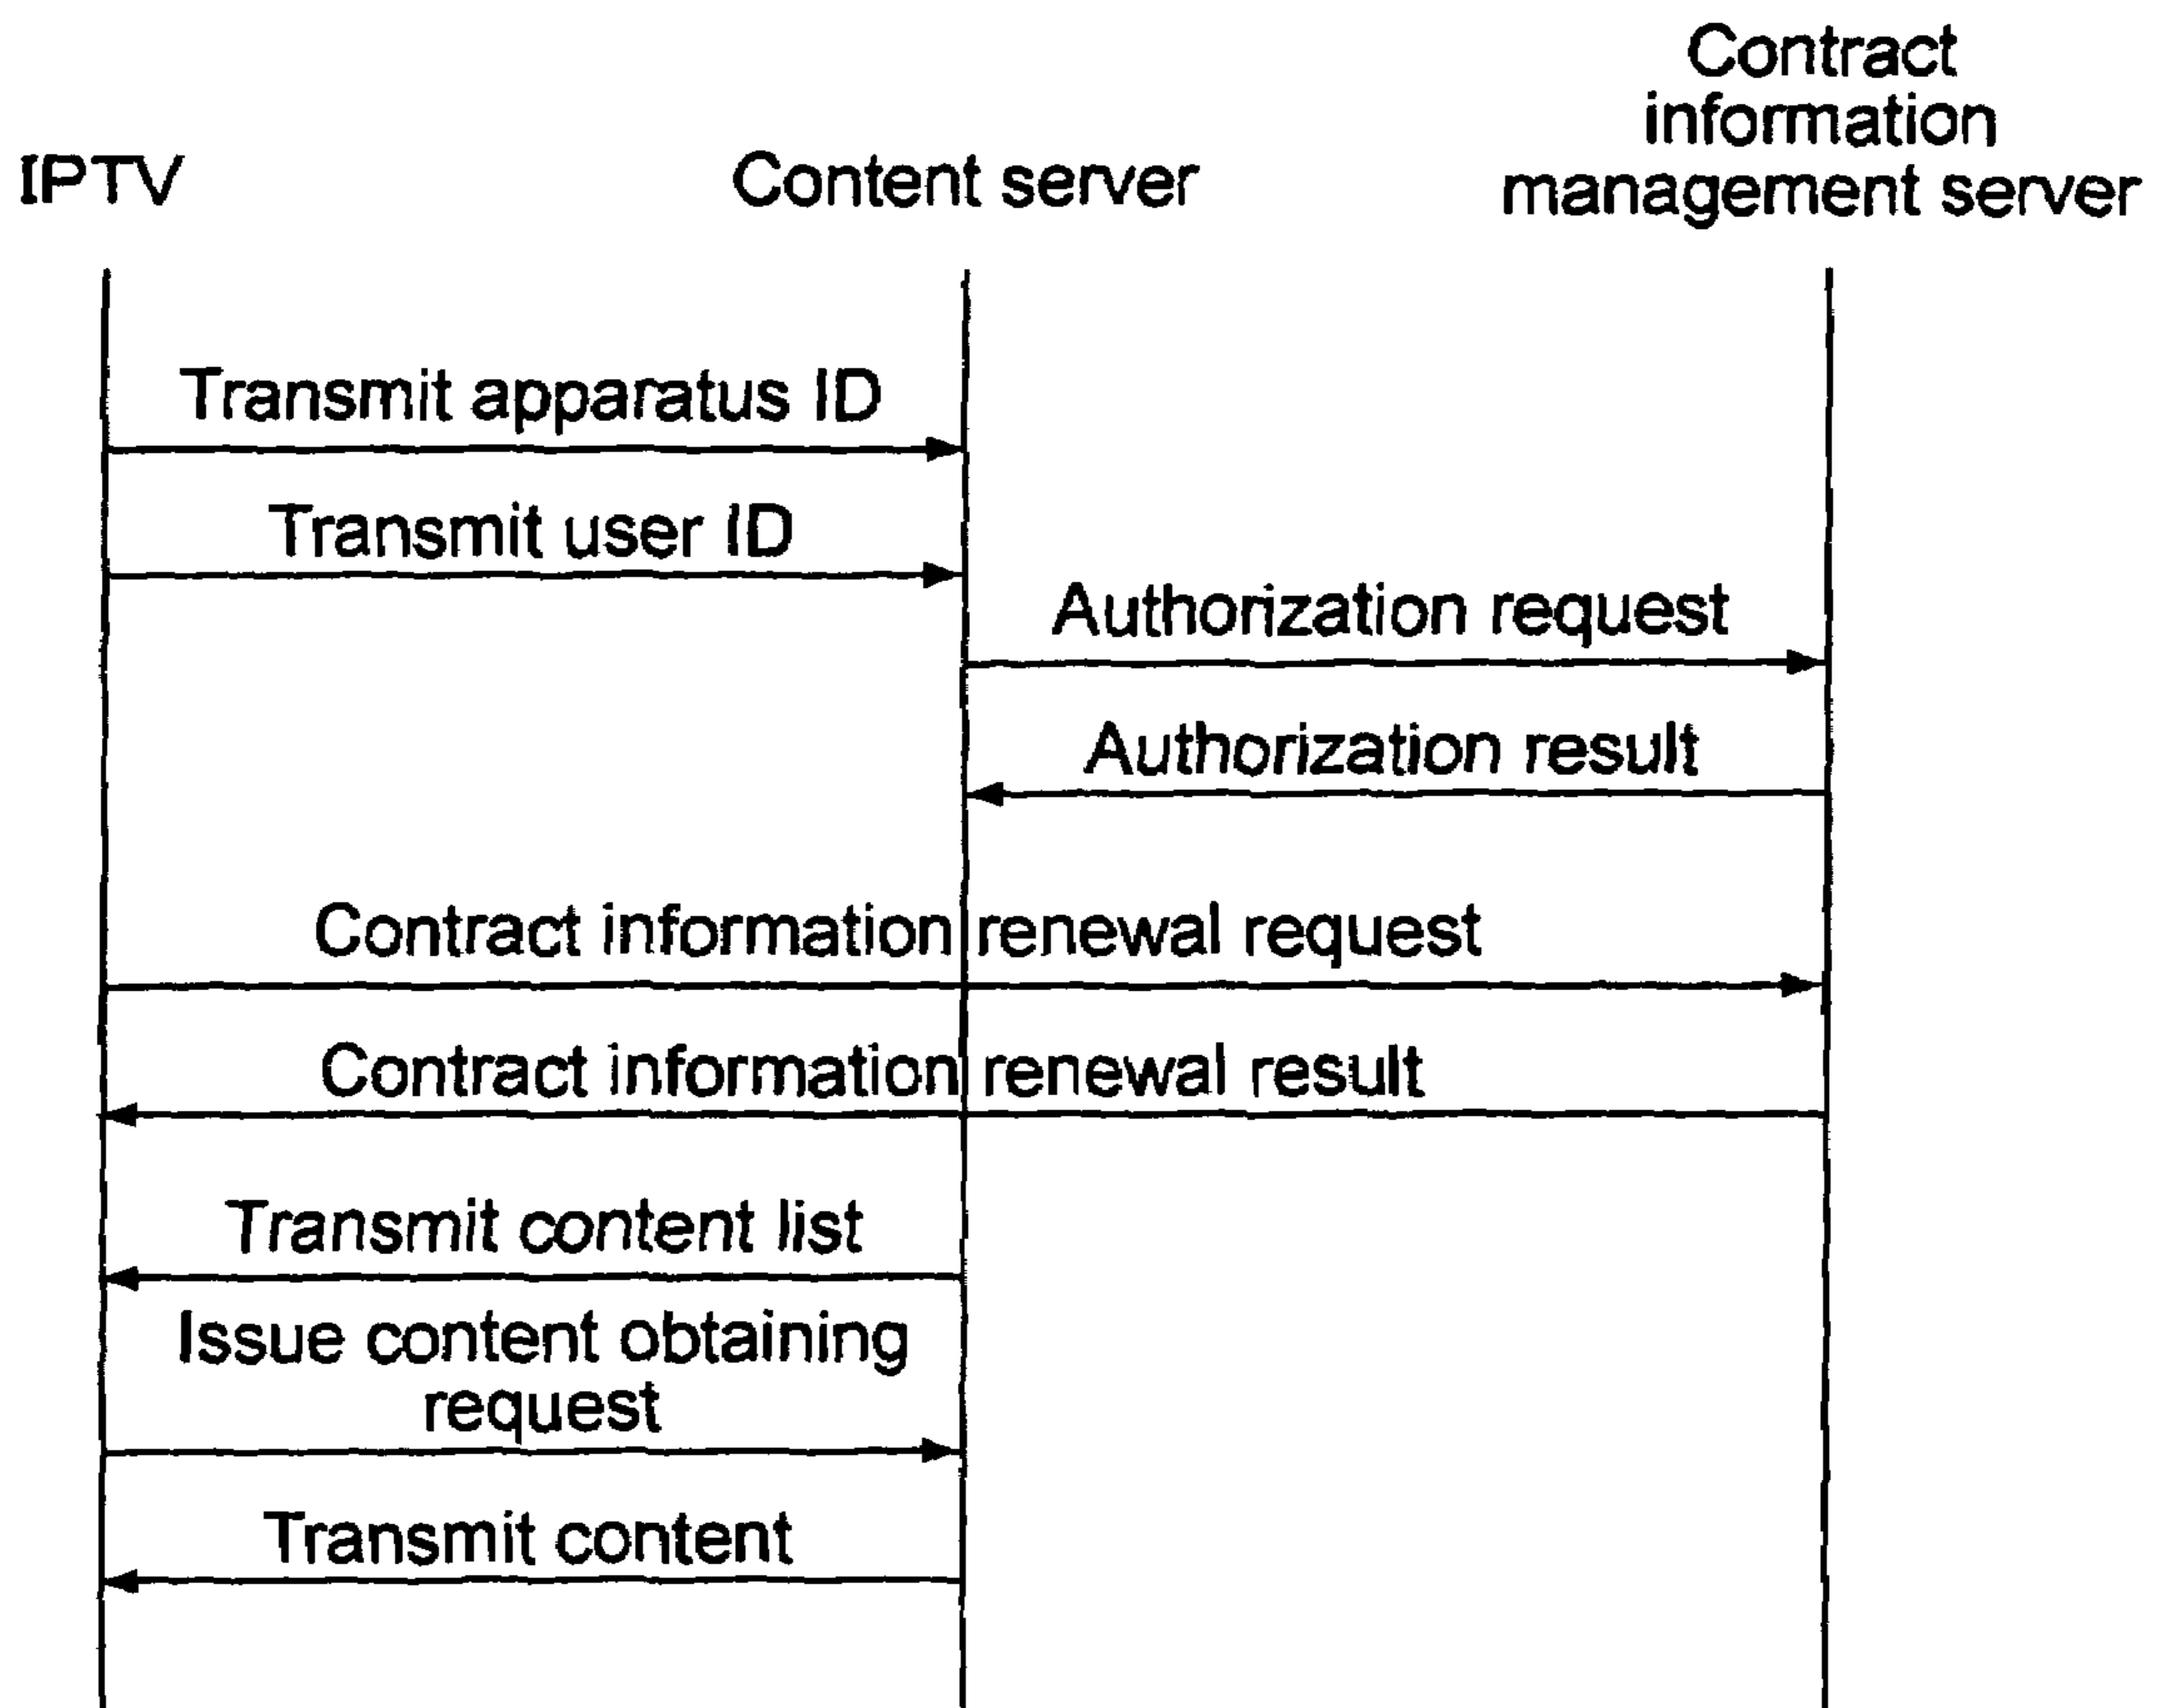 Contract
information
management server
IPTV
Content server
Transmit apparatus ID
Transmit user ID
Authorization request
Authorization result
Contract information renewal request
Contract information renewal result
Transmit content list
Issue content obtaining
request
Transmit content